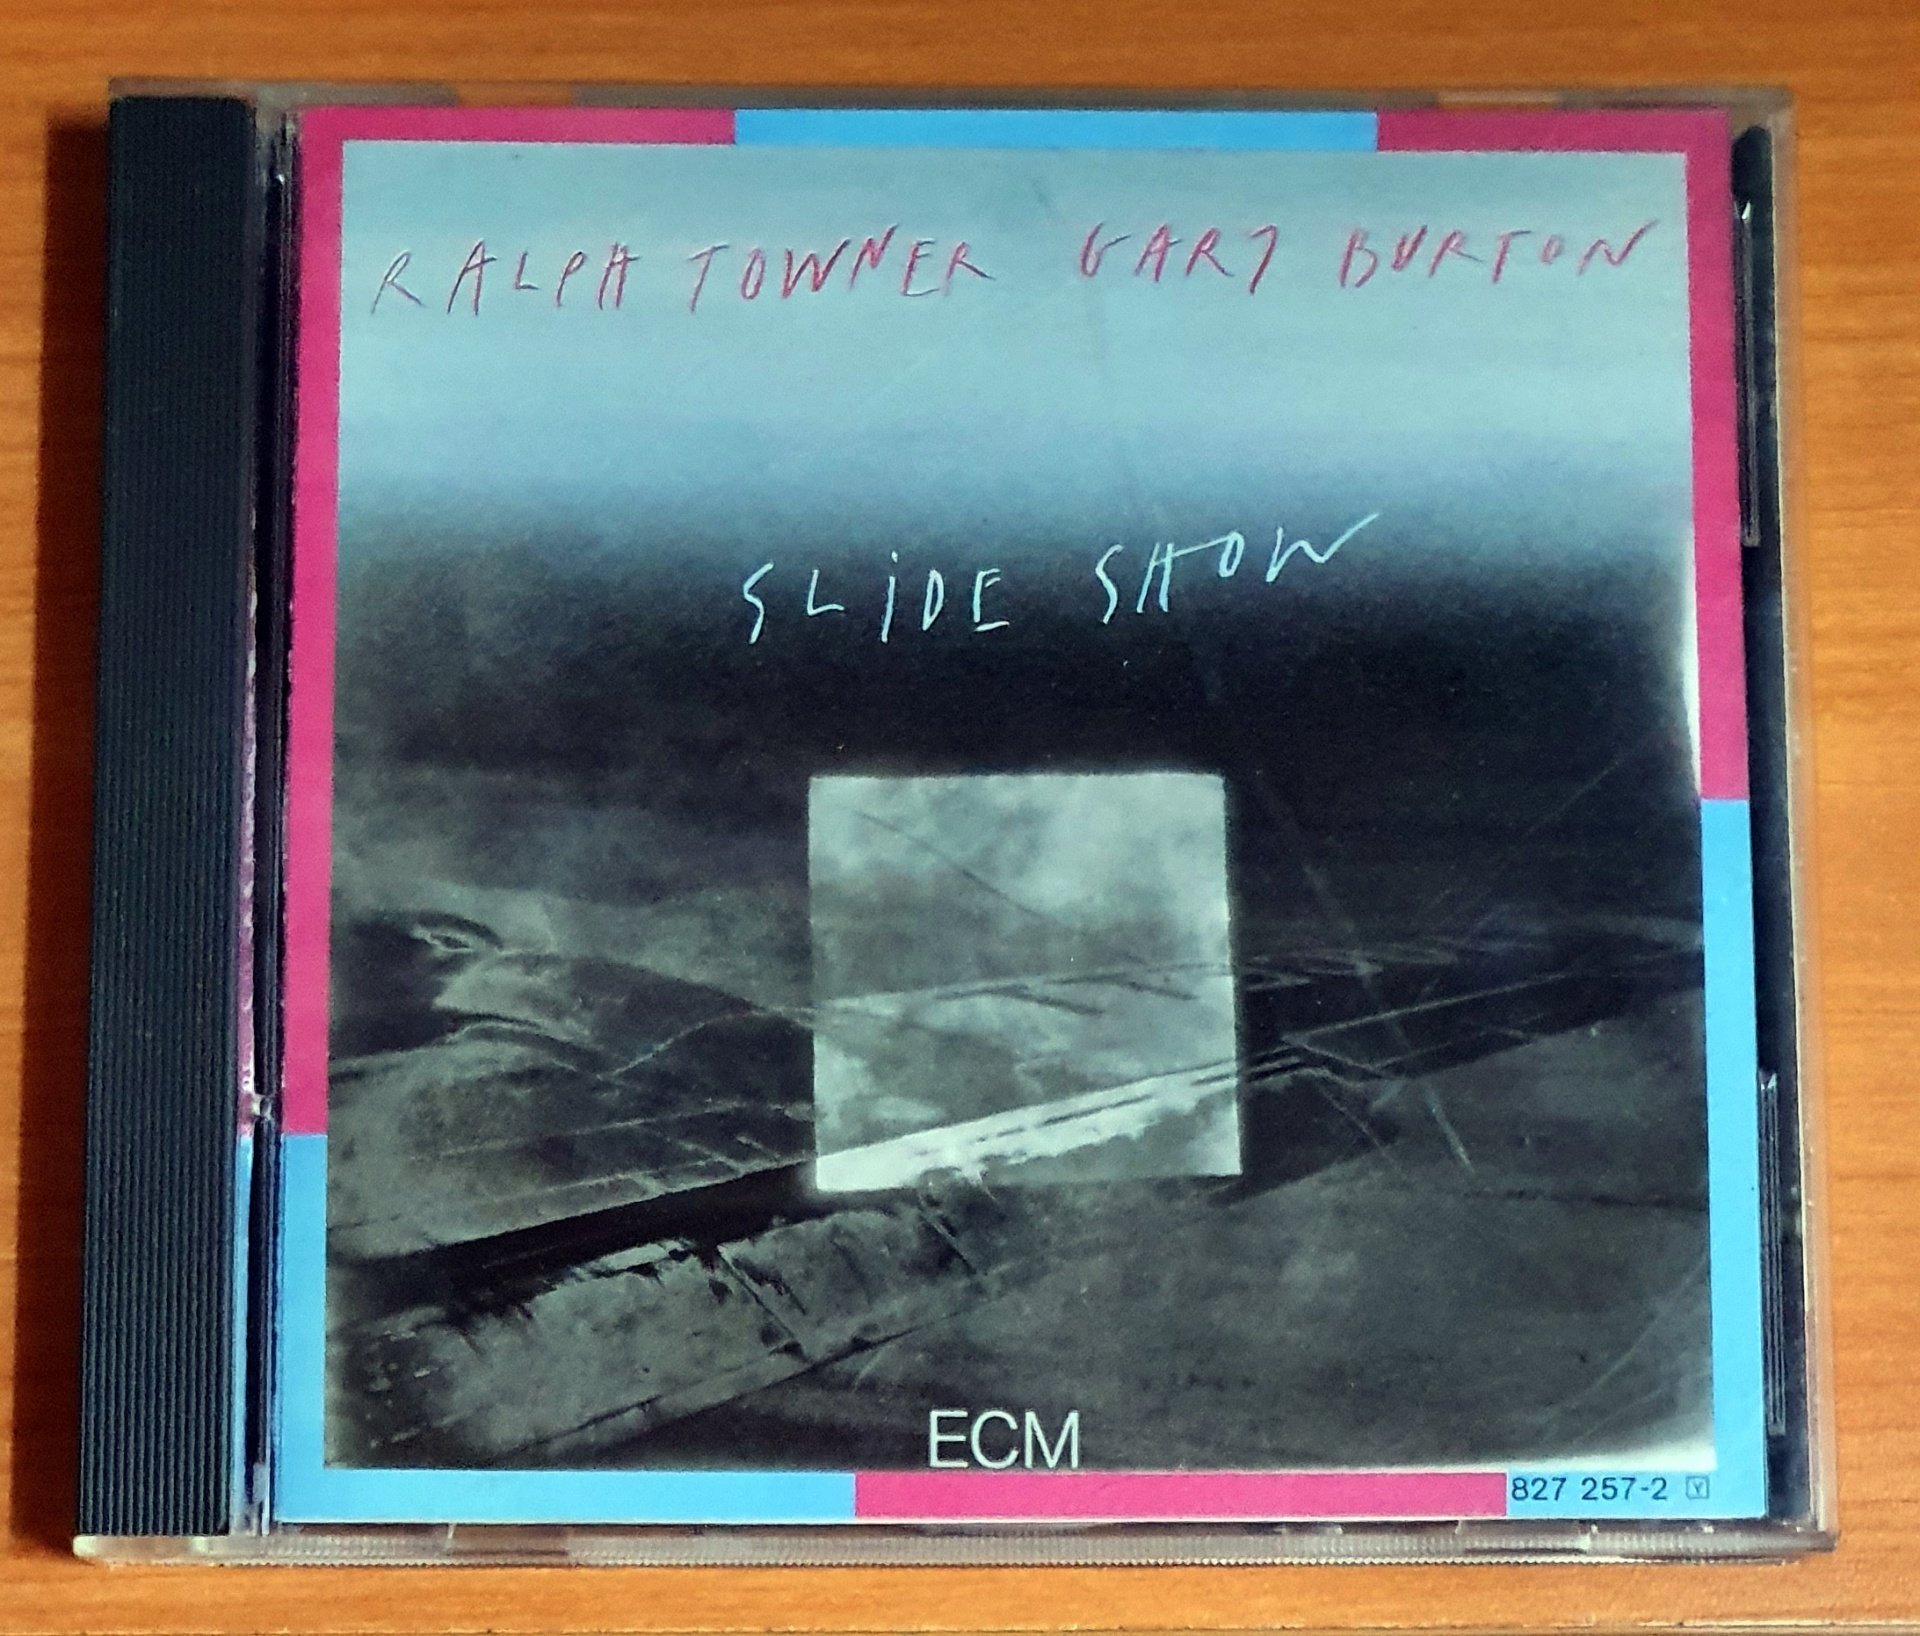 RALPH TOWNER GARY BURTON
SLiDE SHOW
ECM
827 257-2 Y